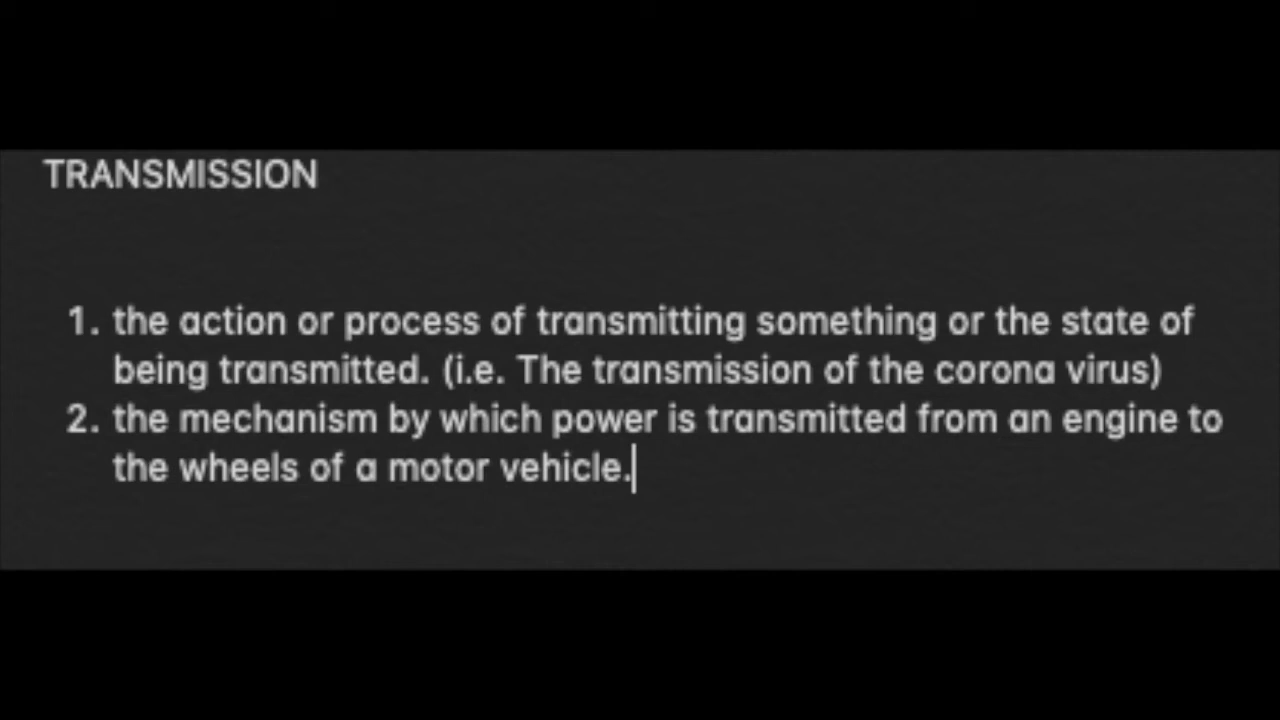 TRANSMISSION
1. the action or process of transmitting something or the state of
being transmitted. (i.e. The transmission of the corona virus)
2. the mechanism by which power is transmitted from an engine to
the wheels of a motor vehicle.